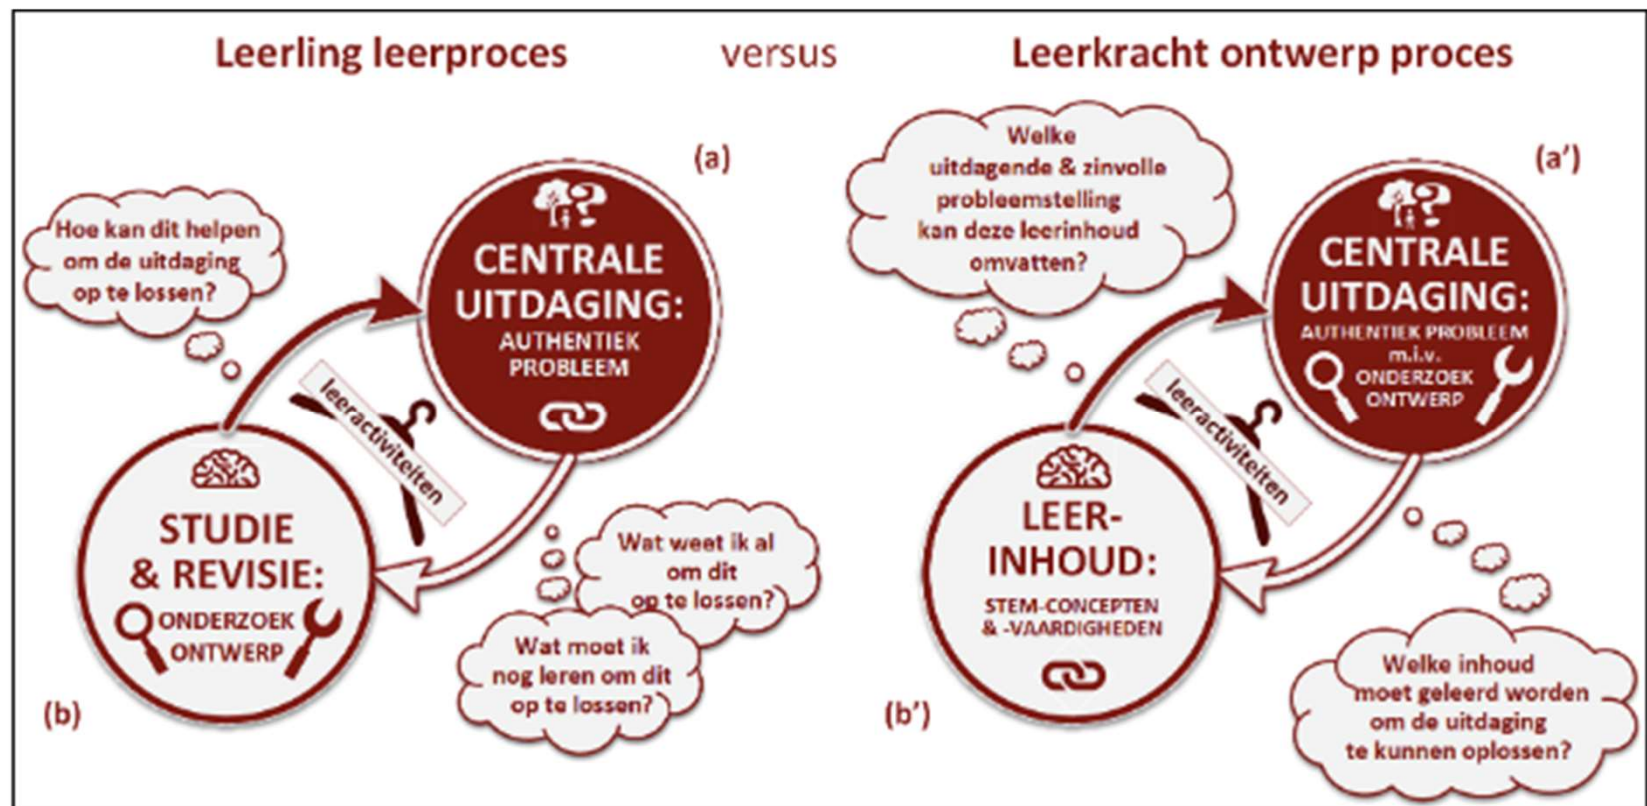 Leerling leerproces versus Leerkracht ontwerp proces
(a)
Hoe kan dit helpen
om de uitdaging
op te lossen?
CENTRALE
UITDAGING:
AUTHENTIEK
PROBLEEM
leeractiviteiten
STUDIE
& REVISIE:
ONDERZOEK
ONTWERP
(b)
Wat weet ik al
om dit
op te lossen?
Wat moet ik
nog leren om dit
op te lossen?
Welke
uitdagende & zinvolle
probleemstelling
kan deze leerinhoud
omvatten?
(a')
CENTRALE
UITDAGING:
AUTHENTIEK PROBLEEM
m.i.v.
ONDERZOEK
ONTWERP
leeractiviteiten
LEER-
INHOUD:
STEM-CONCEPTEN
& -VAARDIGHEDEN
(b')
Welke inhoud
moet geleerd worden
om de uitdaging
te kunnen oplossen?